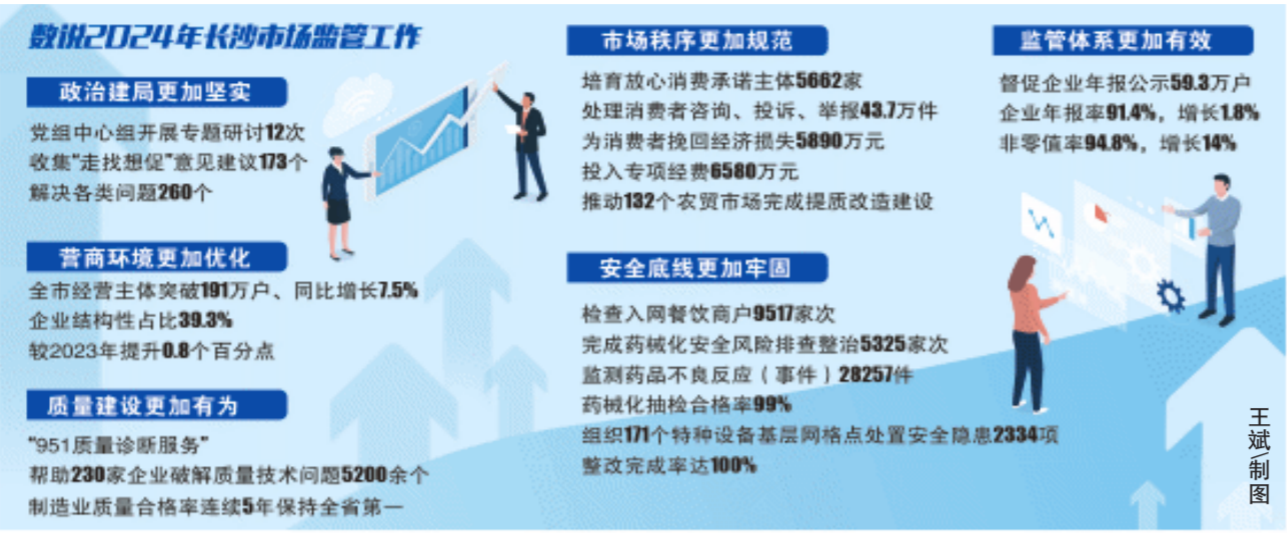 数说2024年长沙市场监管工作
政治建局更加坚实
党组中心组开展专题研讨12次
收集“走找想促”意见建议173个
解决各类问题260个
营商环境更加优化
全市经营主体突破191万户、同比增长7.5%
企业结构性占比39.3%
较2023年提升0.8个百分点
质量建设更加有为
“951质量诊断服务”
帮助230家企业破解质量技术问题5200余个
制造业质量合格率连续5年保持全省第一
市场秩序更加规范
培育放心消费承诺主体5662家
处理消费者咨询、投诉、举报43.7万件
为消费者挽回经济损失5890万元
投入专项经费6580万元
推动132个农贸市场完成提质改造建设
安全底线更加牢固
检查入网餐饮商户9517家次
完成药械化安全风险排查整治5325家次
监测药品不良反应（事件）28257件
药械化抽检合格率99%
组织171个特种设备基层网格点处置安全隐患2334项
整改完成率达100%
监管体系更加有效
督促企业年报公示59.3万户
企业年报率91.4%，增长1.8%
非零值率94.8%，增长14%
王斌/制图